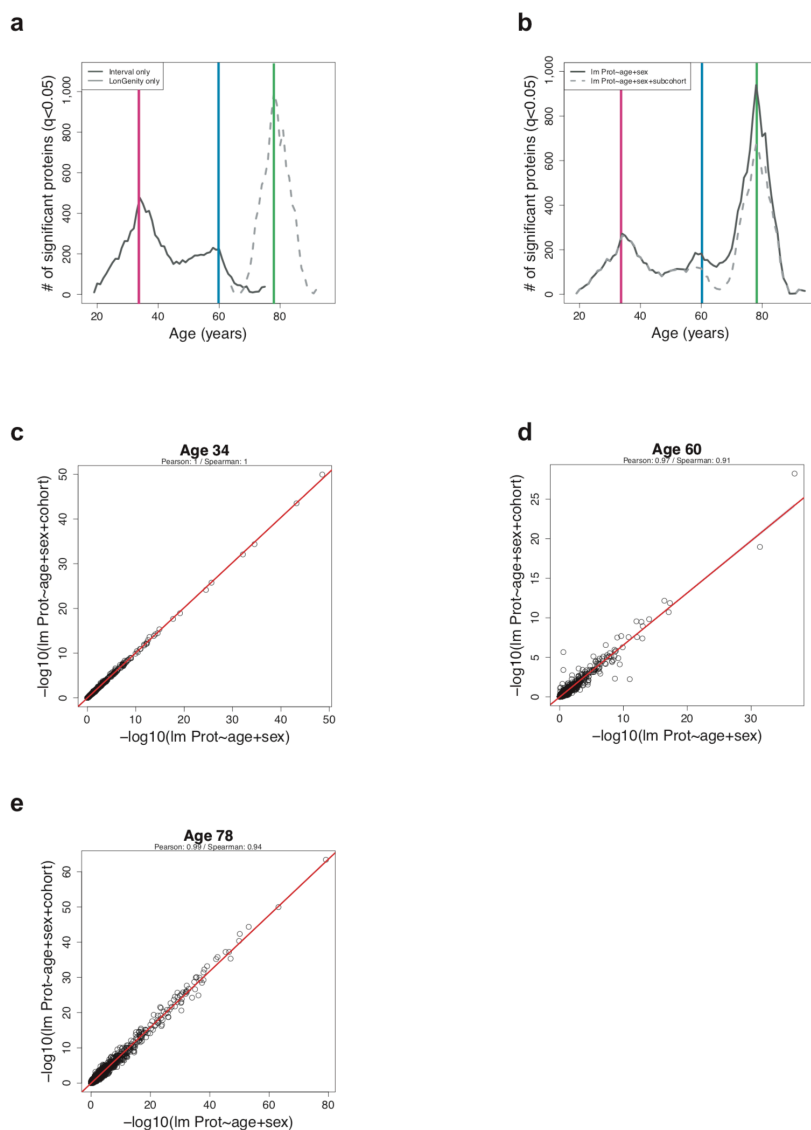 a
Interval only
LonGenity only
# of significant proteins (q<0.05)
0
200
400
600
800
1,000
20
40
60
80
Age (years)
b
lm Prot~age+sex
lm Prot~age+sex+subcohort
# of significant proteins (q<0.05)
0
200
400
600
800
1,000
20
40
60
80
Age (years)
c
Age 34
Pearson: 1 / Spearman: 1
−log10(lm Prot~age+sex+cohort)
0
10
20
30
40
50
0
10
20
30
40
50
−log10(lm Prot~age+sex)
d
Age 60
Pearson: 0.97 / Spearman: 0.91
−log10(lm Prot~age+sex+cohort)
0
5
10
15
20
25
0
10
20
30
−log10(lm Prot~age+sex)
e
Age 78
Pearson: 0.99 / Spearman: 0.94
−log10(lm Prot~age+sex+cohort)
0
10
20
30
40
50
60
0
20
40
60
80
−log10(lm Prot~age+sex)